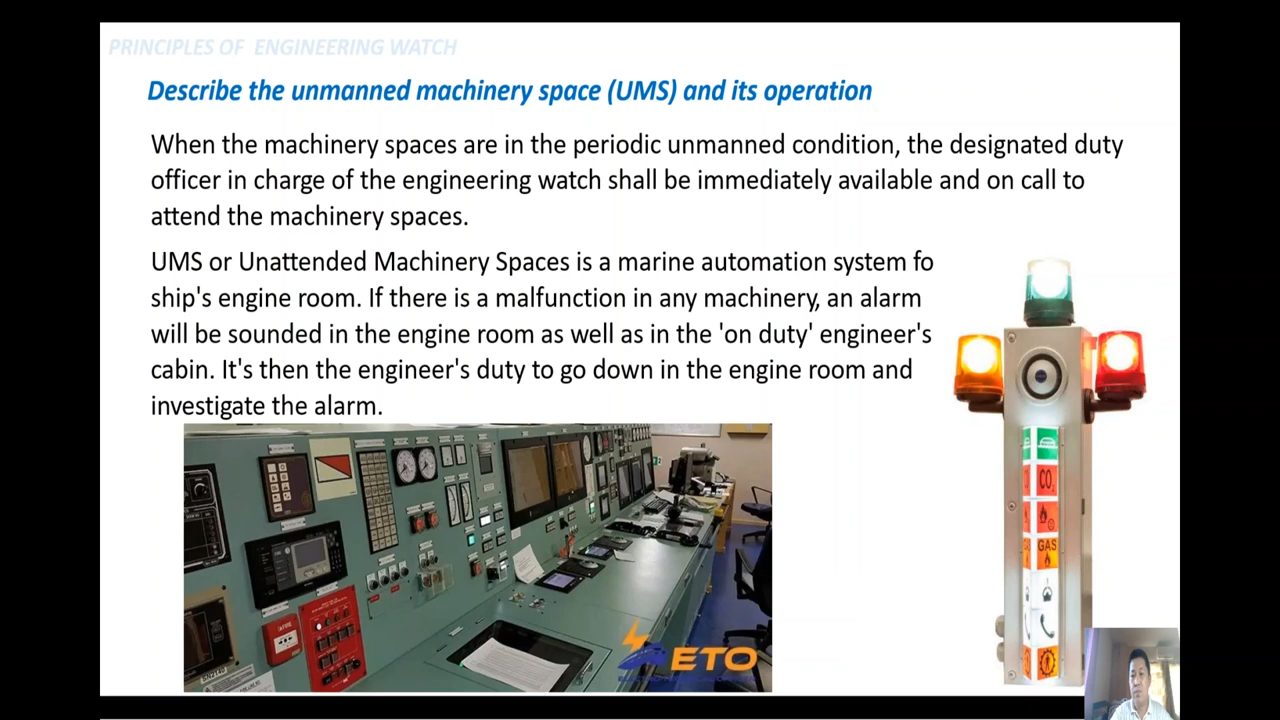 PRINCIPLES OF ENGINEERING WATCH
Describe the unmanned machinery space (UMS) and its operation
When the machinery spaces are in the periodic unmanned condition, the designated duty
officer in charge of the engineering watch shall be immediately available and on call to
attend the machinery spaces.
UMS or Unattended Machinery Spaces is a marine automation system fo
ship's engine room. If there is a malfunction in any machinery, an alarm
will be sounded in the engine room as well as in the 'on duty' engineer's
cabin. It's then the engineer's duty to go down in the engine room and
investigate the alarm.
CO2
GAS
FIRE
ETO